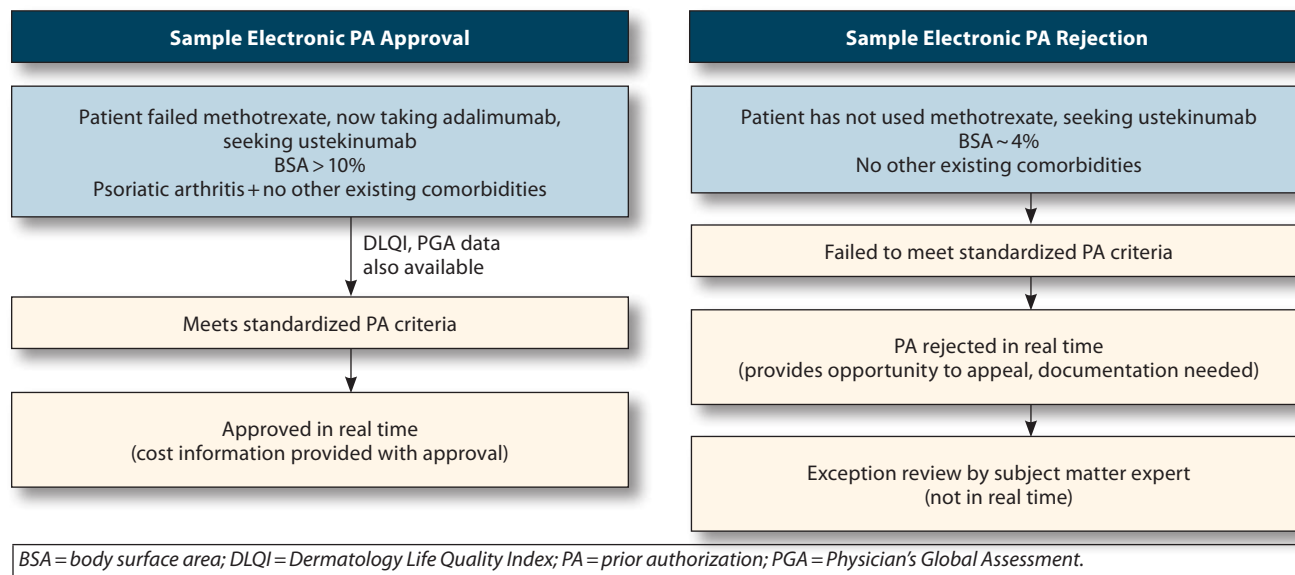 Sample Electronic PA Approval
Patient failed methotrexate, now taking adalimumab,
seeking ustekinumab
BSA > 10%
Psoriatic arthritis + no other existing comorbidities
DLQI, PGA data
also available
Meets standardized PA criteria
Approved in real time
(cost information provided with approval)
Sample Electronic PA Rejection
Patient has not used methotrexate, seeking ustekinumab
BSA ~ 4%
No other existing comorbidities
Failed to meet standardized PA criteria
PA rejected in real time
(provides opportunity to appeal, documentation needed)
Exception review by subject matter expert
(not in real time)
BSA = body surface area; DLQI = Dermatology Life Quality Index; PA = prior authorization; PGA = Physician's Global Assessment.